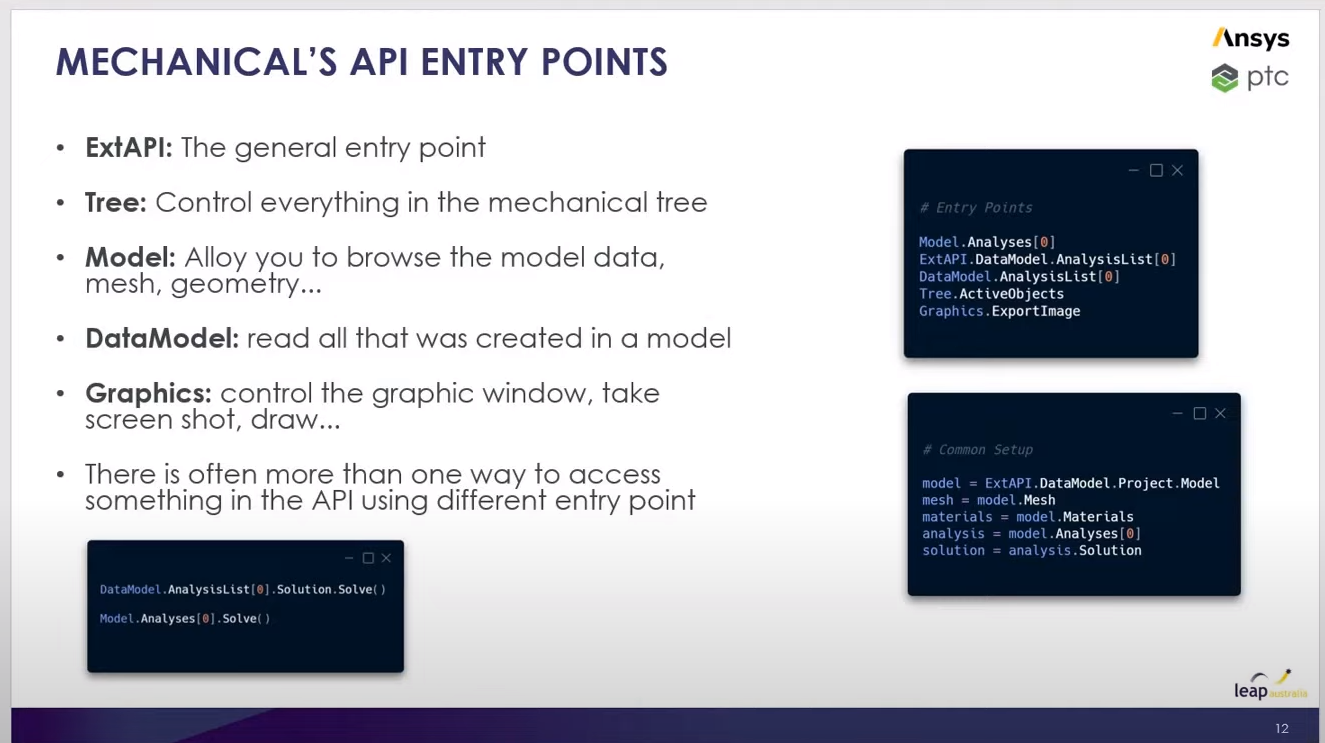 MECHANICAL’S API ENTRY POINTS
Ansys
ptc
• ExtAPI: The general entry point
• Tree: Control everything in the mechanical tree
• Model: Alloy you to browse the model data,
mesh, geometry...
• DataModel: read all that was created in a model
• Graphics: control the graphic window, take
screen shot, draw...
• There is often more than one way to access
something in the API using different entry point
DataModel.AnalysisList[0].Solution.Solve()
Model.Analyses[0].Solve()
# Entry Points
Model.Analyses[0]
ExtAPI.DataModel.AnalysisList[0]
DataModel.AnalysisList[0]
Tree.ActiveObjects
Graphics.ExportImage
# Common Setup
model = ExtAPI.DataModel.Project.Model
mesh = model.Mesh
materials = model.Materials
analysis = model.Analyses[0]
solution = analysis.Solution
leap australia
12